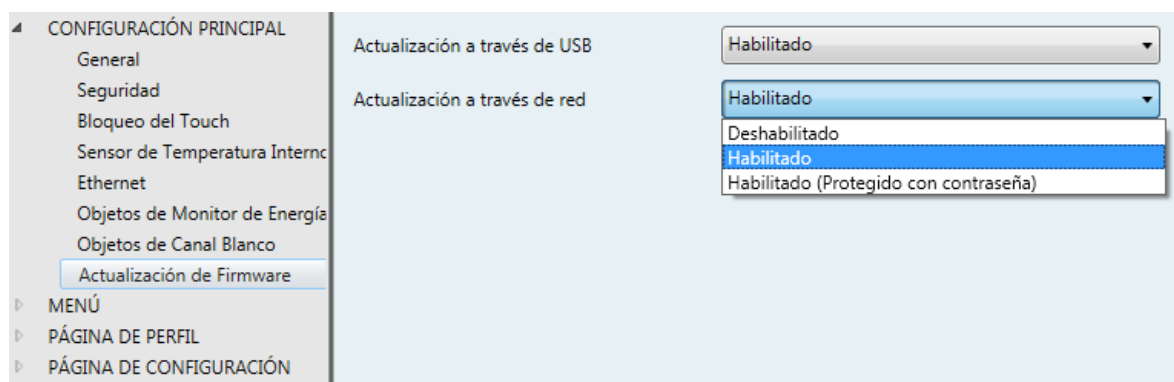 CONFIGURACIÓN PRINCIPAL
General
Seguridad
Bloqueo del Touch
Sensor de Temperatura Interno
Ethernet
Objetos de Monitor de Energía
Objetos de Canal Blanco
Actualización de Firmware
MENÚ
PÁGINA DE PERFIL
PÁGINA DE CONFIGURACIÓN
Actualización a través de USB
Habilitado
Actualización a través de red
Habilitado
Deshabilitado
Habilitado
Habilitado (Protegido con contraseña)